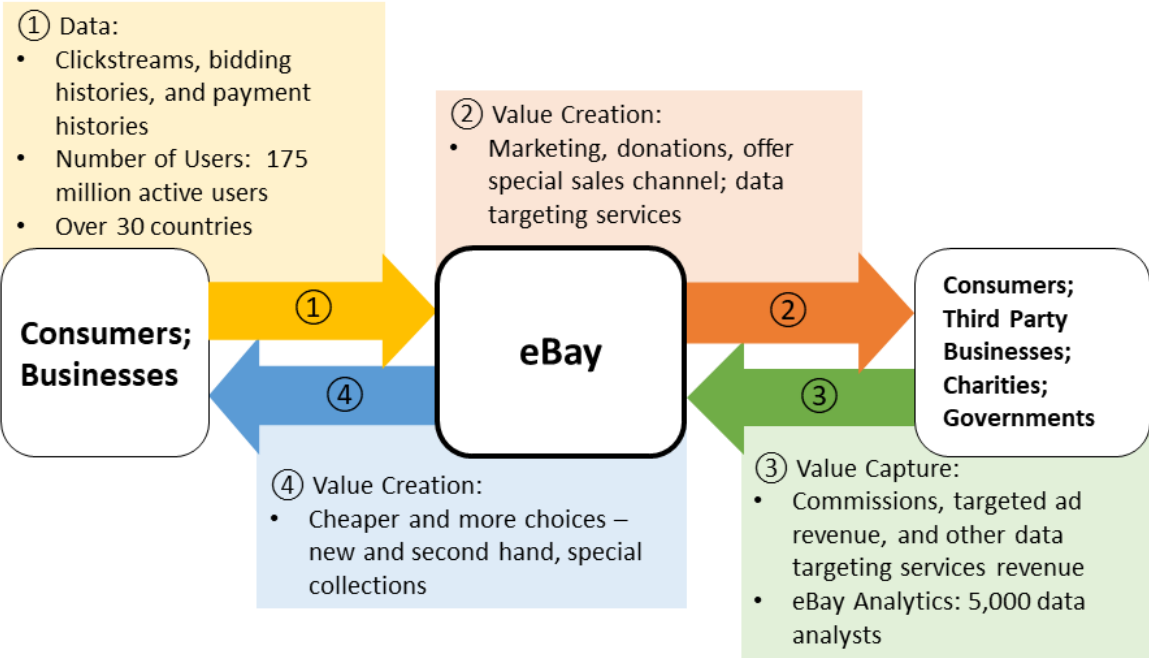 ① Data:
• Clickstreams, bidding
histories, and payment
histories
• Number of Users: 175
million active users
• Over 30 countries
② Value Creation:
• Marketing, donations, offer
special sales channel; data
targeting services
Consumers;
Businesses
①
④
eBay
②
③
Consumers;
Third Party
Businesses;
Charities;
Governments
④ Value Creation:
• Cheaper and more choices –
new and second hand, special
collections
③ Value Capture:
• Commissions, targeted ad
revenue, and other data
targeting services revenue
• eBay Analytics: 5,000 data
analysts